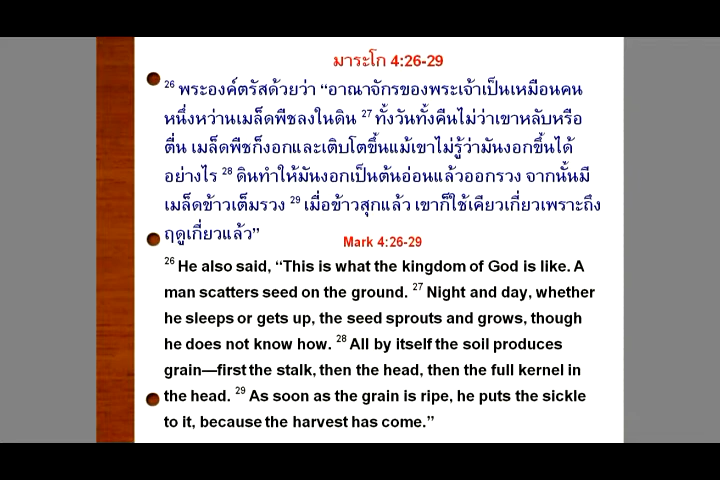 มาระโก 4:26-29
26 พระองค์ตรัสด้วยว่า “อาณาจักรของพระเจ้าเป็นเหมือนคน
หนึ่งหว่านเมล็ดพืชลงในดิน 27 ทั้งวันทั้งคืนไม่ว่าเขาหลับหรือ
ตื่น เมล็ดพืชก็งอกและเติบโตขึ้นแม้เขาไม่รู้ว่ามันงอกขึ้นได้
อย่างไร 28 ดินทำให้มันงอกเป็นต้นอ่อนแล้วออกรวง จากนั้นมี
เมล็ดข้าวเต็มรวง 29 เมื่อข้าวสุกแล้ว เขาก็ใช้เคียวเกี่ยวเพราะถึง
ฤดูเกี่ยวแล้ว”
Mark 4:26-29
26 He also said, “This is what the kingdom of God is like. A
man scatters seed on the ground. 27 Night and day, whether
he sleeps or gets up, the seed sprouts and grows, though
he does not know how. 28 All by itself the soil produces
grain—first the stalk, then the head, then the full kernel in
the head. 29 As soon as the grain is ripe, he puts the sickle
to it, because the harvest has come.”